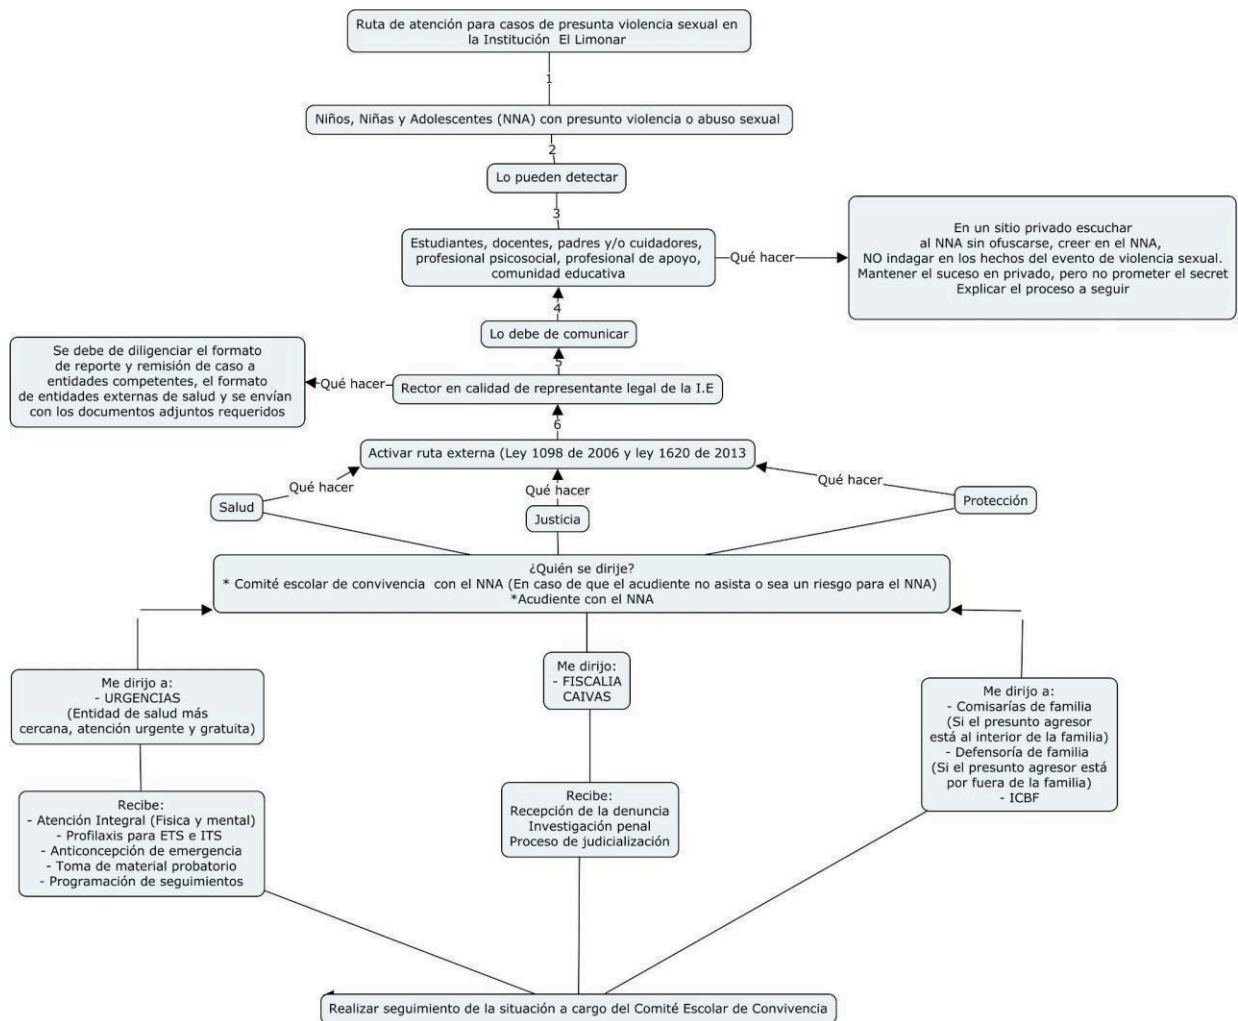 Ruta de atención para casos de presunta violencia sexual en
la Institución El Limonar
1
Niños, Niñas y Adolescentes (NNA) con presunto violencia o abuso sexual
2
Lo pueden detectar
3
Estudiantes, docentes, padres y/o cuidadores,
profesional psicosocial, profesional de apoyo,
comunidad educativa
Qué hacer
En un sitio privado escuchar
al NNA sin ofuscarse, creer en el NNA,
NO indagar en los hechos del evento de violencia sexual.
Mantener el suceso en privado, pero no prometer el secret
Explicar el proceso a seguir
4
Lo debe de comunicar
5
Rector en calidad de representante legal de la I.E
Qué hacer
Se debe de diligenciar el formato
de reporte y remisión de caso a
entidades competentes, el formato
de entidades externas de salud y se envían
con los documentos adjuntos requeridos
6
Activar ruta externa (Ley 1098 de 2006 y ley 1620 de 2013
Qué hacer
Qué hacer
Qué hacer
Salud
Justicia
Protección
¿Quién se dirije?
* Comité escolar de convivencia con el NNA (En caso de que el acudiente no asista o sea un riesgo para el NNA)
*Acudiente con el NNA
Me dirijo a:
- URGENCIAS
(Entidad de salud más
cercana, atención urgente y gratuita)
Me dirijo:
- FISCALIA
CAIVAS
Me dirijo a:
- Comisarías de familia
(Si el presunto agresor
está al interior de la familia)
- Defensoría de familia
(Si el presunto agresor está
por fuera de la familia)
- ICBF
Recibe:
- Atención Integral (Fisica y mental)
- Profilaxis para ETS e ITS
- Anticoncepción de emergencia
- Toma de material probatorio
- Programación de seguimientos
Recibe:
Recepción de la denuncia
Investigación penal
Proceso de judicialización
Realizar seguimiento de la situación a cargo del Comité Escolar de Convivencia